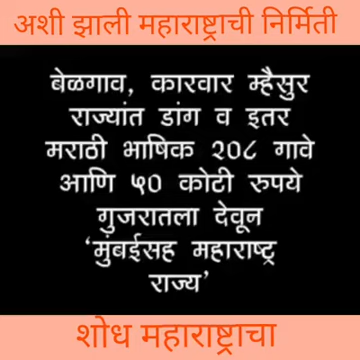 अशी झाली महाराष्ट्राची निर्मिती
बेळगाव, कारवार म्हैसुर
राज्यांत डांग व इतर
मराठी भाषिक २०८ गावे
आणि ५० कोटी रुपये
गुजरातला देवून
‘मुंबईसह महाराष्ट्र
राज्य’
शोध महाराष्ट्राचा